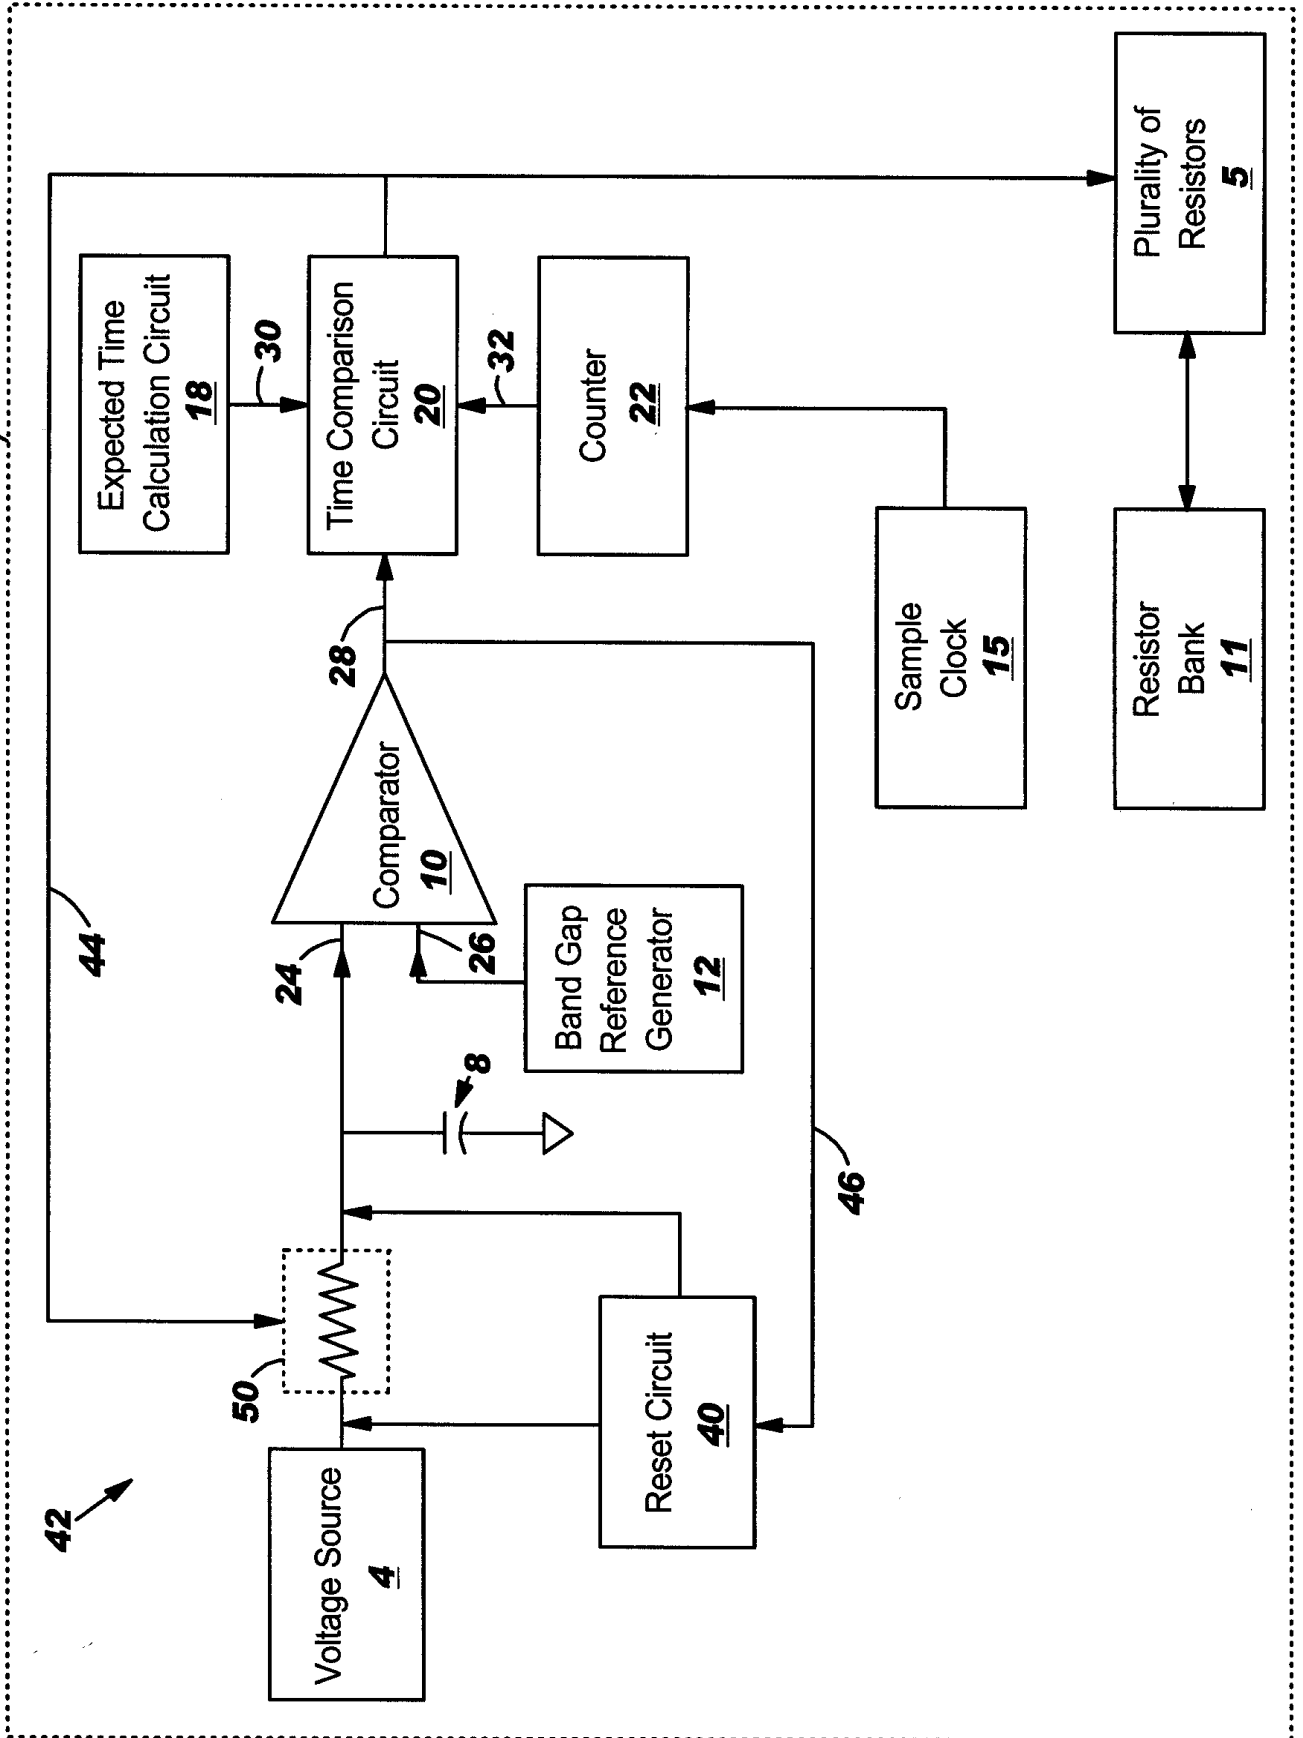 42
44
Voltage Source
4
50
Reset Circuit
40
46
8
24
26
Band Gap
Reference
Generator
12
Comparator
10
28
Expected Time
Calculation Circuit
18
30
Time Comparison
Circuit
20
32
Counter
22
Sample
Clock
15
Resistor
Bank
11
Plurality of
Resistors
5